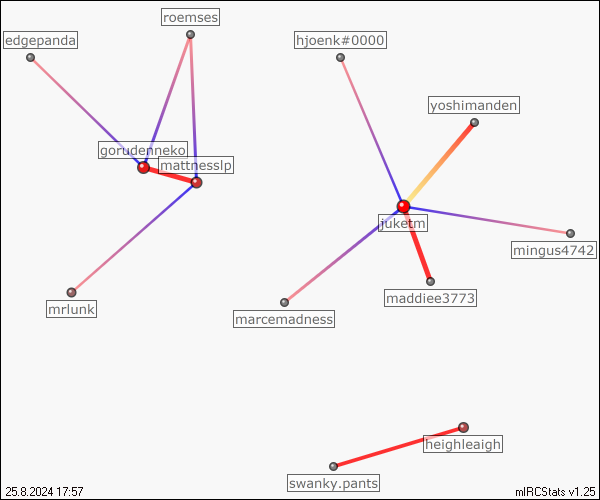 roemses
edgepanda
hjoenk#0000
yoshimanden
gorudenneko
mattnesslp
juketm
mingus4742
maddiee3773
mrlunk
marcemadness
heighleaigh
swanky.pants
25.8.2024 17:57
mIRCStats v1.25